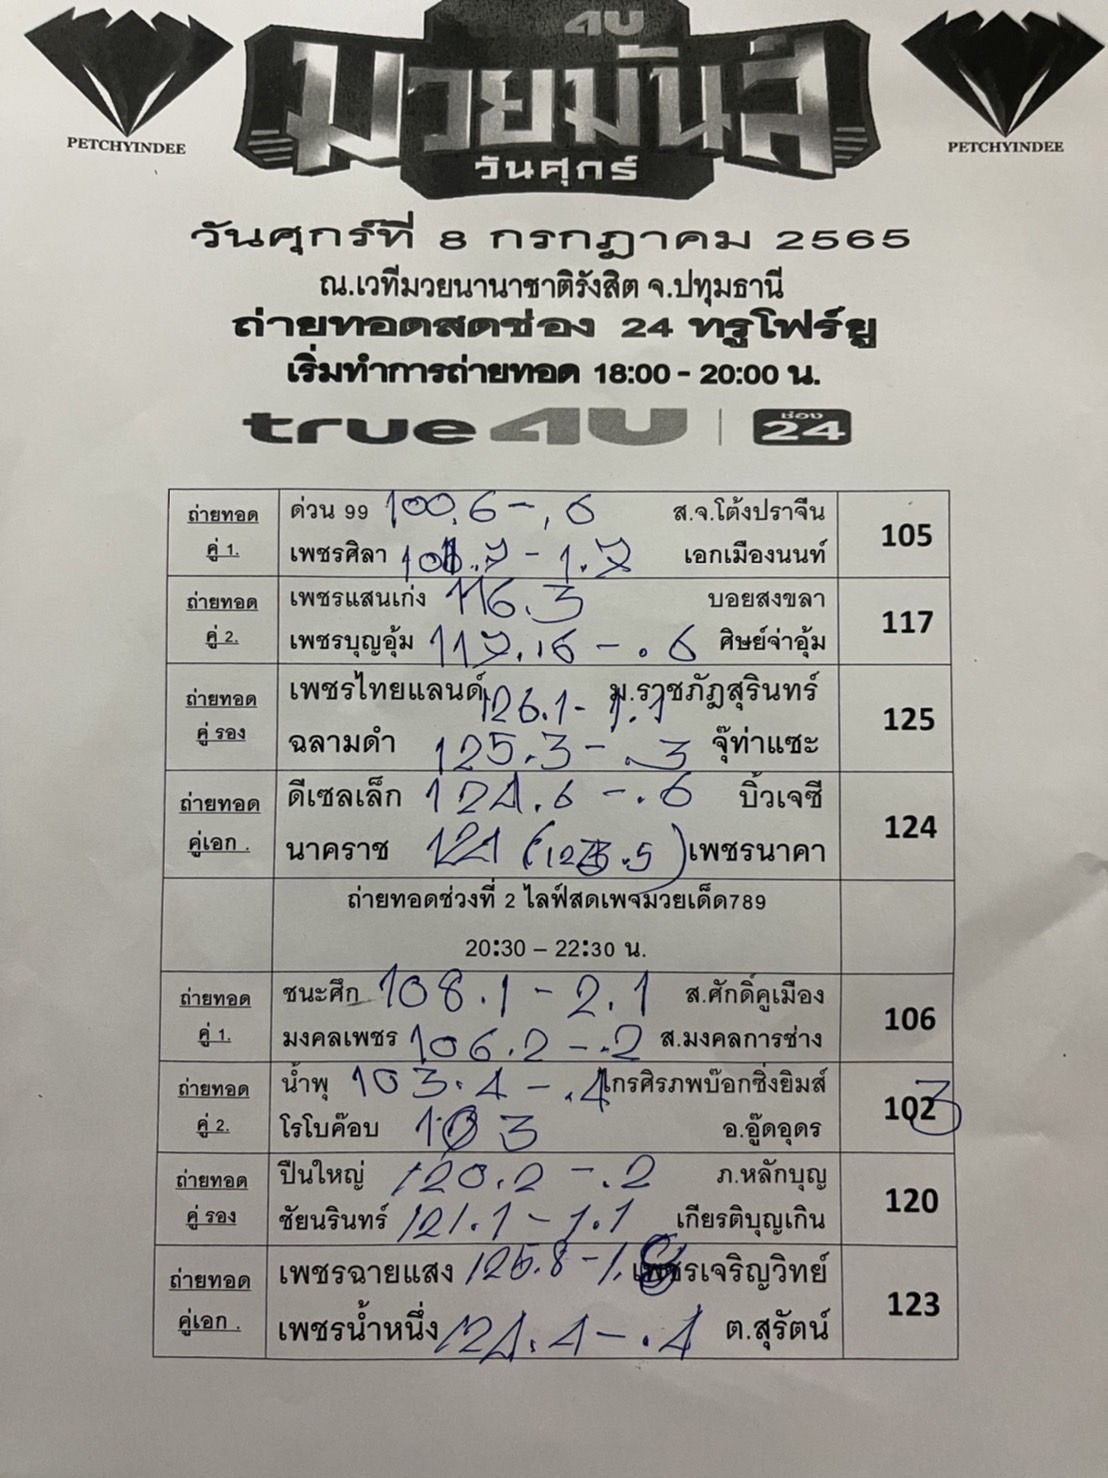 4U
มวยมันส์
วันศุกร์
PETCHYINDEE
PETCHYINDEE
วันศุกร์ที่ 8 กรกฎาคม 2565
ณ.เวทีมวยนานาชาติรังสิต จ.ปทุมธานี
ถ่ายทอดสดช่อง 24 ทรูโฟร์ยู
เริ่มทำการถ่ายทอด 18:00 - 20:00 น.
true4U | ช่อง 24
ถ่ายทอด คู่ 1.
ด่วน 99 100.6 - .6 ส.จ.โต้งปราจีน
เพชรศิลา 1.7 เอกเมืองนนท์
105
ถ่ายทอด คู่ 2.
เพชรแสนเก่ง 116.3 บอยสงขลา
เพชรบุญอุ้ม - .6 ศิษย์จ่าอุ้ม
117
ถ่ายทอด คู่ รอง
เพชรไทยแลนด์ 126.1 - 1.1 ม.ราชภัฏสุรินทร์
ฉลามดำ 125.3 - .3 จุ๊ท่าแซะ
125
ถ่ายทอด คู่เอก .
ดีเซลเล็ก 124.6 - .6 บิ้วเจซี
นาคราช 124 เพชรนาคา
124
ถ่ายทอดช่วงที่ 2 ไลฟ์สดเพจมวยเด็ด789
20:30 – 22:30 น.
ถ่ายทอด คู่ 1.
ชนะศึก 108.1 - 2.1 ส.ศักดิ์คูเมือง
มงคลเพชร 106.2 - .2 ส.มงคลการช่าง
106
ถ่ายทอด คู่ 2.
น้ำพุ 103.4 - .4 ไกรศิรภพบ๊อกซิ่งยิมส์
โรโบค๊อบ 103 อ.อู๊ดอุดร
102 3
ถ่ายทอด คู่ รอง
ปืนใหญ่ 120.2 - .2 ภ.หลักบุญ
ชัยนรินทร์ 121.1 - 1.1 เกียรติบุญเกิน
120
ถ่ายทอด คู่เอก .
เพชรฉายแสง 125.8 - เพชรเจริญวิทย์
เพชรน้ำหนึ่ง 124.4 - .4 ต.สุรัตน์
123